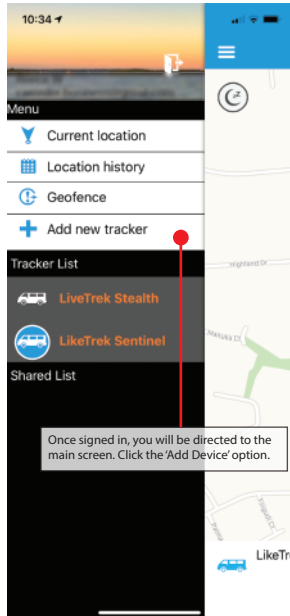 10:34
Menu
Current location
Location history
Geofence
Add new tracker
Tracker List
LiveTrek Stealth
LikeTrek Sentinel
Shared List
Highland Dr
Manuka Ct
Once signed in, you will be directed to the
main screen. Click the ‘Add Device’ option.
LikeTr